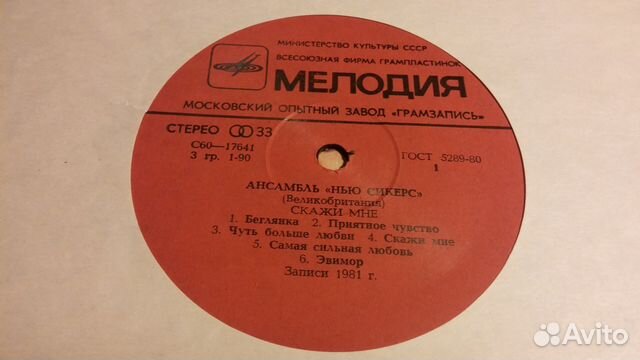 МИНИСТЕРСТВО КУЛЬТУРЫ СССР
ВСЕСОЮЗНАЯ ФИРМА ГРАМПЛАСТИНОК
МЕЛОДИЯ
МОСКОВСКИЙ ОПЫТНЫЙ ЗАВОД «ГРАМЗАПИСЬ»
СТЕРЕО 33
С60—17641
3 гр. 1-90
ГОСТ 5289-80
1
АНСАМБЛЬ «НЬЮ СИКЕРС»
(Великобритания)
СКАЖИ МНЕ
1. Беглянка 2. Приятное чувство
3. Чуть больше любви 4. Скажи мне
5. Самая сильная любовь
6. Эвимор
Записи 1981 г.
Avito